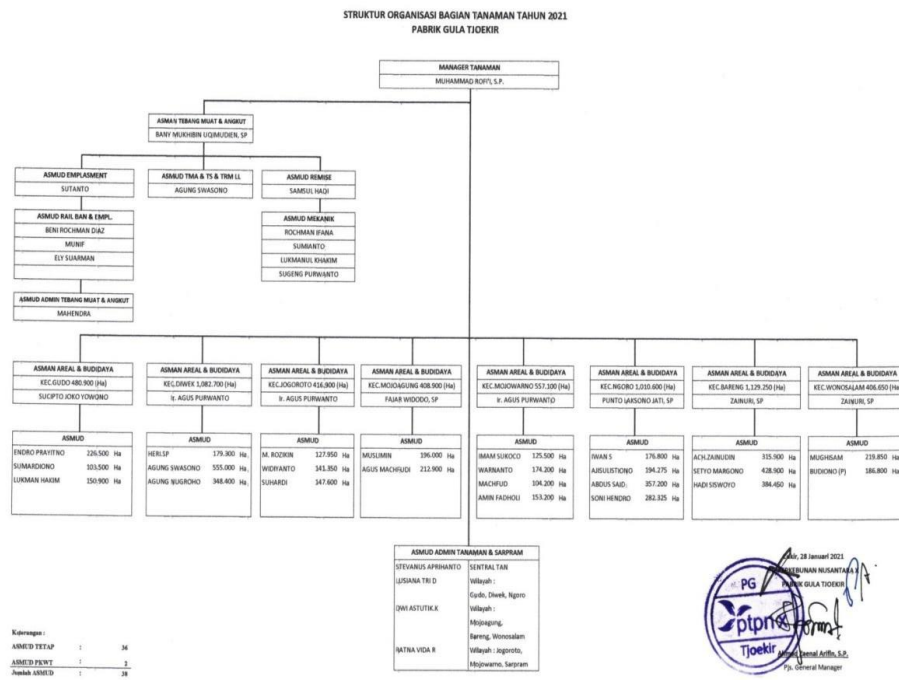 STRUKTUR ORGANISASI BAGIAN TANAMAN TAHUN 2021
PABRIK GULA TJOEKIR
MANAGER TANAMAN
MUHAMMAD ROFI'I, S.P.
ASMAN TEBANG MUAT & ANGKUT
BANY MUKHIBIN UQIMUDIEN, SP
ASMUD EMPLASMENT
SUTANTO
ASMUD TMA & TS & TRM LL
AGUNG SWASONO
ASMUD REMISE
SAMSUL HADI
ASMUD RAIL BAN & EMPL.
BENI ROCHMAN DIAZ
MUNIF
ELY SUARMAN
ASMUD MEKANIK
ROCHMAN IFANA
SUMIANTO
LUKMANUL KHAKIM
SUGENG PURWANTO
ASMUD ADMIN TEBANG MUAT & ANGKUT
MAHENDRA
ASMAN AREAL & BUDIDAYA
KEC.GUDO 480.900 (Ha)
SUCIPTO JOKO YOWONO
ASMUD
ENDRO PRAYITNO 226.500 Ha
SUMARDIONO 103.500 Ha
LUKMAN HAKIM 150.900 Ha
ASMAN AREAL & BUDIDAYA
KEC.DIWEK 1,082.700 (Ha)
Ir. AGUS PURWANTO
ASMUD
HERI.SP 179.300 Ha.
AGUNG SWASONO 555.000 Ha
AGUNG NUGROHO 348.400 Ha.
ASMAN AREAL & BUDIDAYA
KEC.JOGOROTO 416,900 (Ha)
Ir. AGUS PURWANTO
ASMUD
M. ROZIKIN 127.950 Ha
WIDIYANTO 141.350 Ha
SUHARDI 147.600 Ha
ASMAN AREAL & BUDIDAYA
KEC.MOJOAGUNG 408.900 (Ha)
FAJAR WIDODO, SP
ASMUD
MUSLIMIN 196.000 Ha
AGUS MACHFUDI 212.900 Ha
ASMAN AREAL & BUDIDAYA
KEC.MOJOWARNO 557.100 (Ha)
Ir. AGUS PURWANTO
ASMUD
IMAM SUKOCO 125.500 Ha
WARNANTO 174.200 Ha
MACHFUD 104.200 Ha
AMIN FADHOLI 153.200 Ha
ASMAN AREAL & BUDIDAYA
KEC.NGORO 1,010.600 (Ha)
PUNTO LAKSONO JATI, SP
ASMUD
IWAN S 176.800 Ha
AJISULISTIONO 194.275 Ha
ABDUS SAID. 357.200 Ha
SONI HENDRO 282.325 Ha
ASMAN AREAL & BUDIDAYA
KEC.BARENG 1,129.250 (Ha)
ZAINURI, SP
ASMUD
ACH.ZAINUDIN 315.900 Ha
SETYO MARGONO 428.900 Ha
HADI SISWOYO 384.450 Ha
ASMAN AREAL & BUDIDAYA
KEC.WONOSALAM 406.650 (Ha)
ZAINURI, SP
ASMUD
MUGHISAM 219.850 Ha
BUDIONO (P) 186.800 Ha
ASMUD ADMIN TANAMAN & SARPRAM
STEVANUS APRIHANTO SENTRAL TAN
LUSIANA TRI D Wilayah :
Gudo, Diwek, Ngoro
DWI ASTUTIK.K Wilayah :
Mojoagung,
Bareng, Wonosalam
RATNA VIDA R Wilayah : Jogoroto,
Mojowarno, Sarpram
28 Januari 2021
PERKEBUNAN NUSANTARA X
PABRIK GULA TJOEKIR
PG
ptpn x
Tjoekir
Ahmad Zaenal Arifin, S.P.
Pjs. General Manager
Keterangan :
ASMUD TETAP : 36
ASMUD PKWT : 2
Jumlah ASMUD : 38